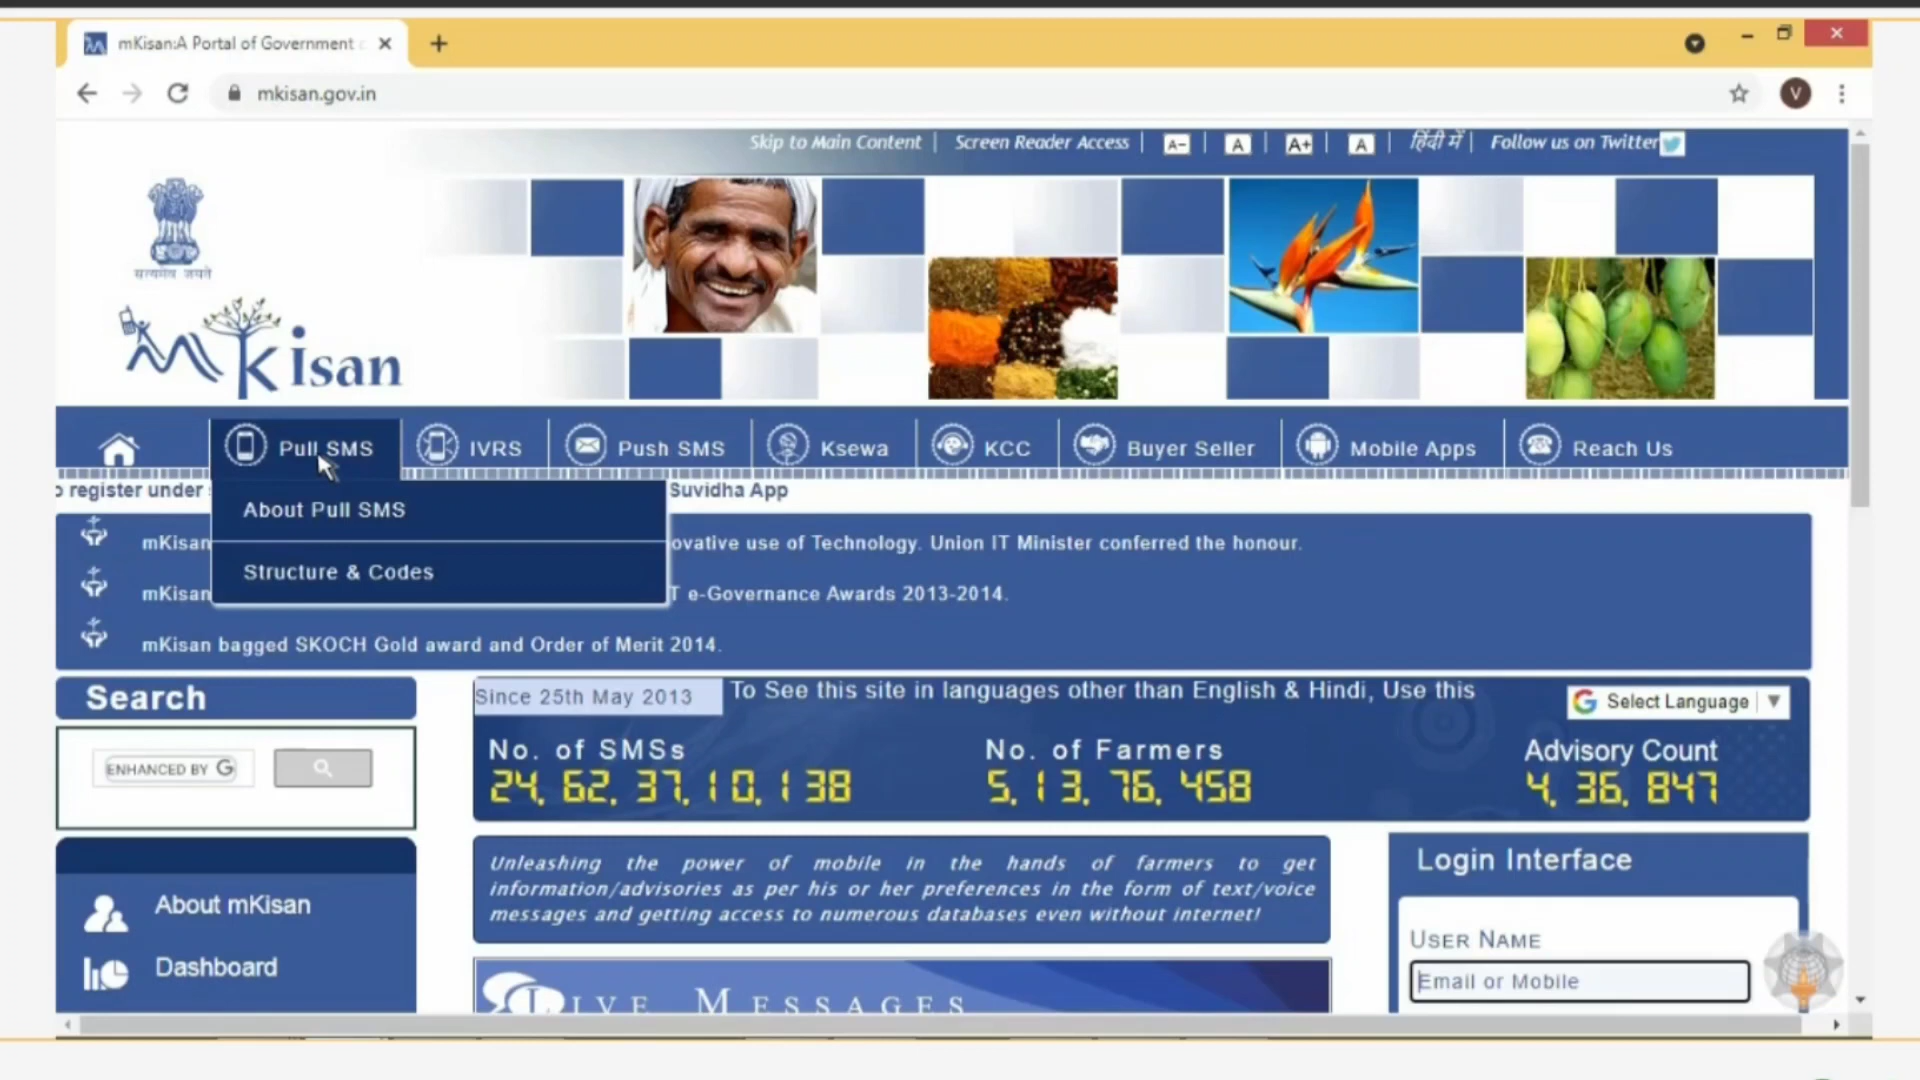 mKisan:A Portal of Government
mkisan.gov.in
Skip to Main Content | Screen Reader Access | A- | A | A+ | A | हिंदी में | Follow us on Twitter
सत्यमेव जयते
mKisan
Pull SMS IVRS Push SMS Ksewa KCC Buyer Seller Mobile Apps Reach Us
o register under Suvidha App
About Pull SMS
Structure & Codes
mKisan ovative use of Technology. Union IT Minister conferred the honour.
mKisan T e-Governance Awards 2013-2014.
mKisan bagged SKOCH Gold award and Order of Merit 2014.
Search
ENHANCED BY G
Since 25th May 2013 To See this site in languages other than English & Hindi, Use this
G Select Language
No. of SMSs No. of Farmers Advisory Count
24, 62, 37, 10, 138 5, 13, 76, 458 4, 36, 847
Unleashing the power of mobile in the hands of farmers to get
information/advisories as per his or her preferences in the form of text/voice
messages and getting access to numerous databases even without internet!
Login Interface
USER NAME
Email or Mobile
About mKisan
Dashboard
LIVE MESSAGES
V